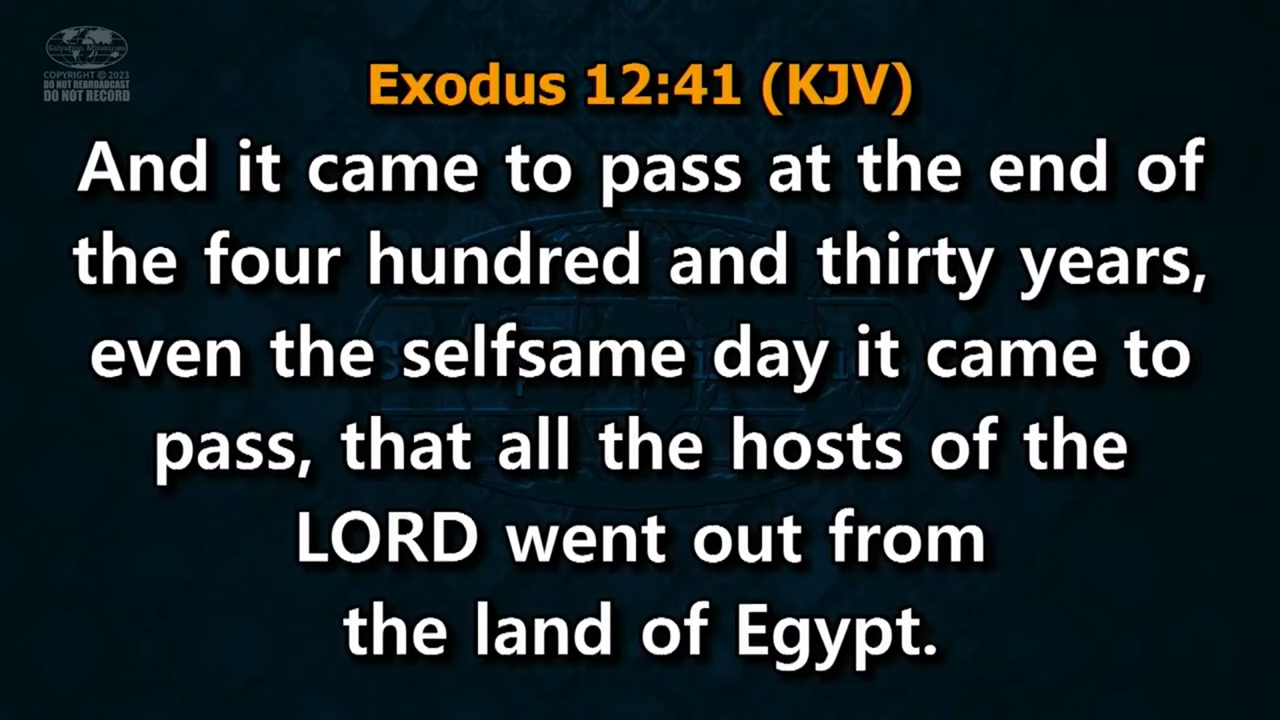 Salvation Ministries
COPYRIGHT © 2023
DO NOT REBROADCAST
DO NOT RECORD
Exodus 12:41 (KJV)
And it came to pass at the end of
the four hundred and thirty years,
even the selfsame day it came to
pass, that all the hosts of the
LORD went out from
the land of Egypt.